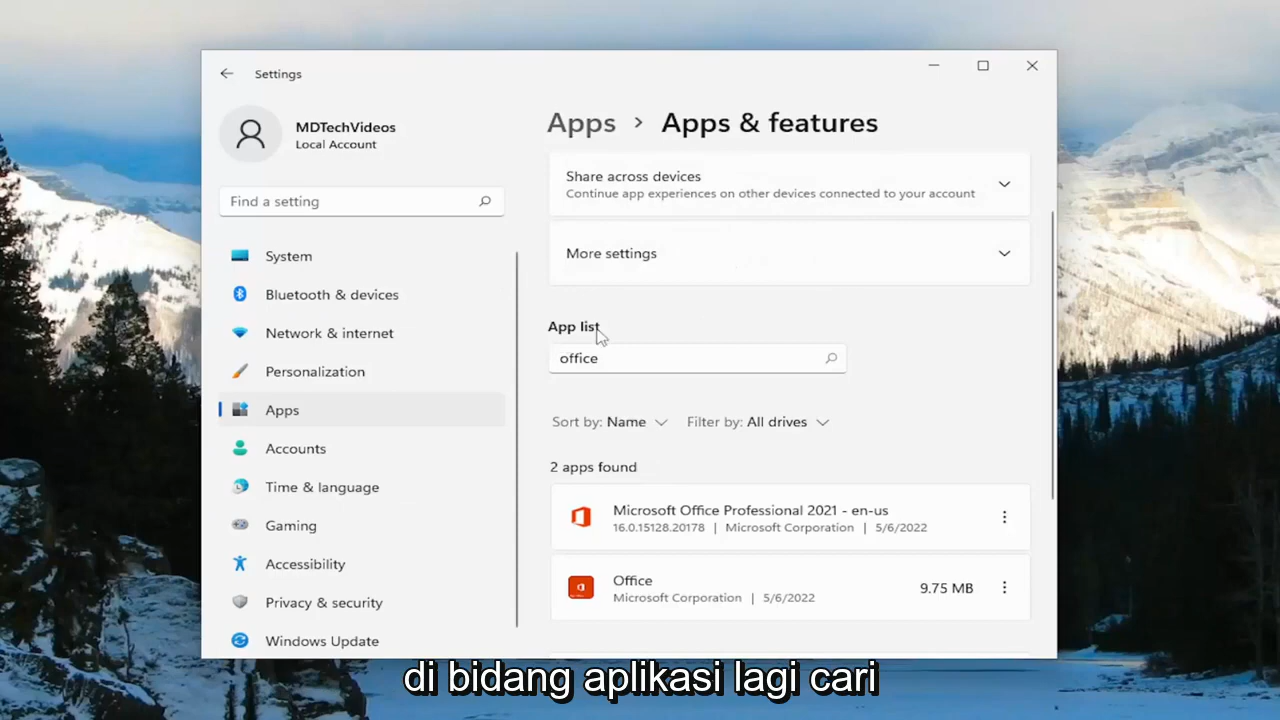 Settings
MDTechVideos
Local Account
Find a setting
System
Bluetooth & devices
Network & internet
Personalization
Apps
Accounts
Time & language
Gaming
Accessibility
Privacy & security
Windows Update
Apps > Apps & features
Share across devices
Continue app experiences on other devices connected to your account
More settings
App list
office
Sort by: Name Filter by: All drives
2 apps found
Microsoft Office Professional 2021 - en-us
16.0.15128.20178 | Microsoft Corporation | 5/6/2022
Office 9.75 MB
Microsoft Corporation | 5/6/2022
di bidang aplikasi lagi cari